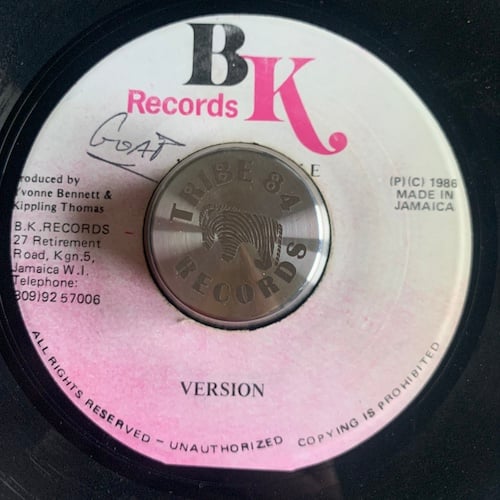 BK
Records
GOAT
TRIBE 84
RECORDS
Produced by
Yvonne Bennett &
Kippling Thomas
B.K.RECORDS
27 Retirement
Road, Kgn.5,
Jamaica W.I.
Telephone:
809)92 57006
(P)(C) 1986
MADE IN
JAMAICA
VERSION
ALL RIGHTS RESERVED – UNAUTHORIZED COPYING IS PROHIBITED